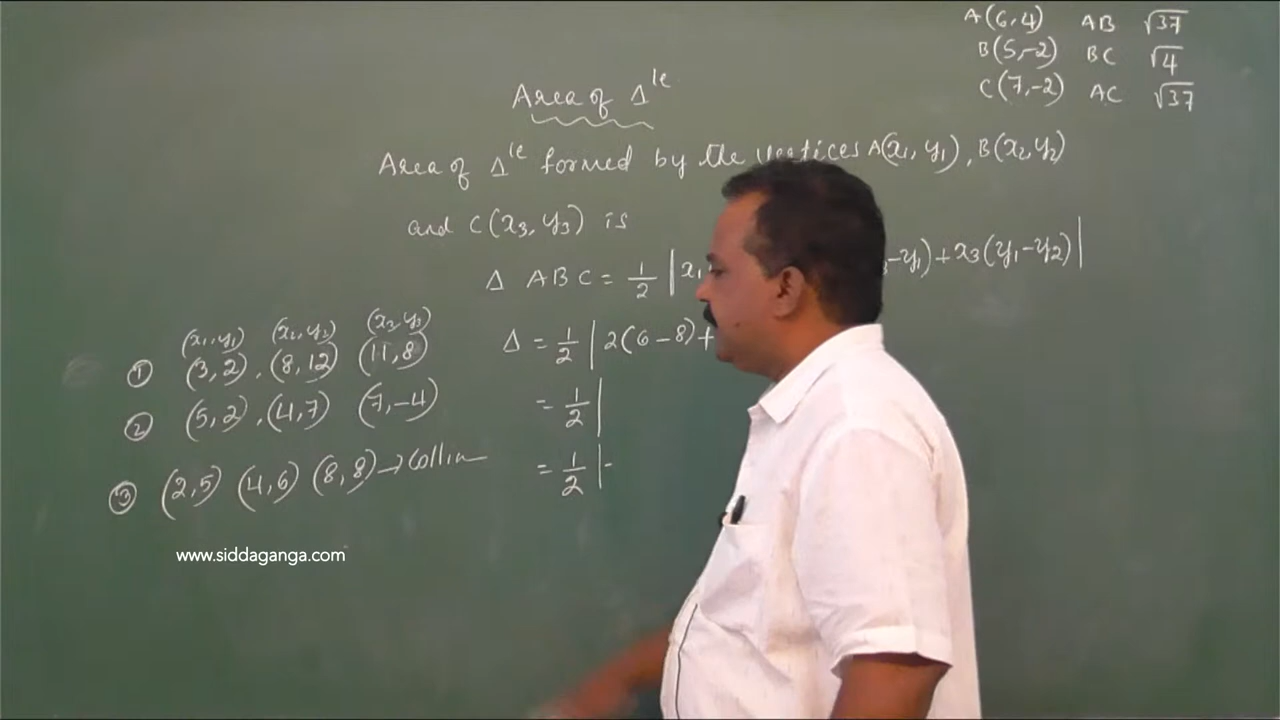 A(6,4) AB √37
B(5,-2) BC √4
C(7,-2) AC √37
Area of Δ^le
Area of Δ^le formed by the vertices A(x₁, y₁), B(x₂, y₂)
and C(x₃, y₃) is
Δ ABC = 1/2 | x₁ -y₁)+x₃(y₁-y₂)|
(x₁, y₁) (x₂, y₂) (x₃, y₃)
① (3,2), (8,12) (11,8)
Δ = 1/2 | 2(6-8)+
② (5,2), (4,7) (7,-4)
= 1/2 |
③ (2,5) (4,6) (8,8) →
= 1/2 |-
www.siddaganga.com